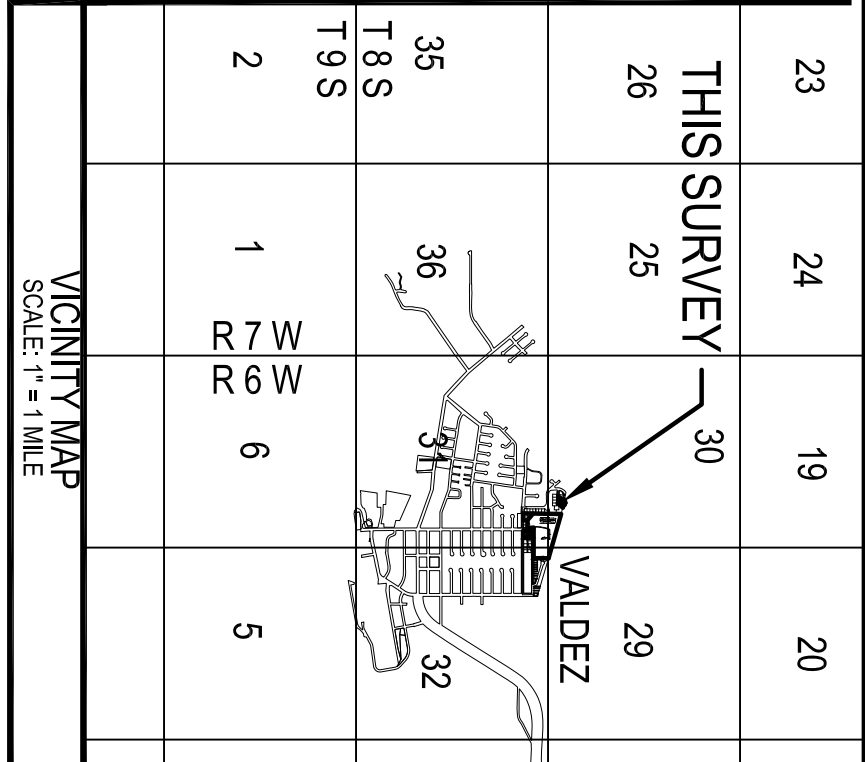 23 24 19 20
THIS SURVEY
30
26 25 29
VALDEZ
35 36 31 32
T 8 S
T 9 S
R 7 W
R 6 W
2 1 6 5
VICINITY MAP
SCALE: 1" = 1 MILE